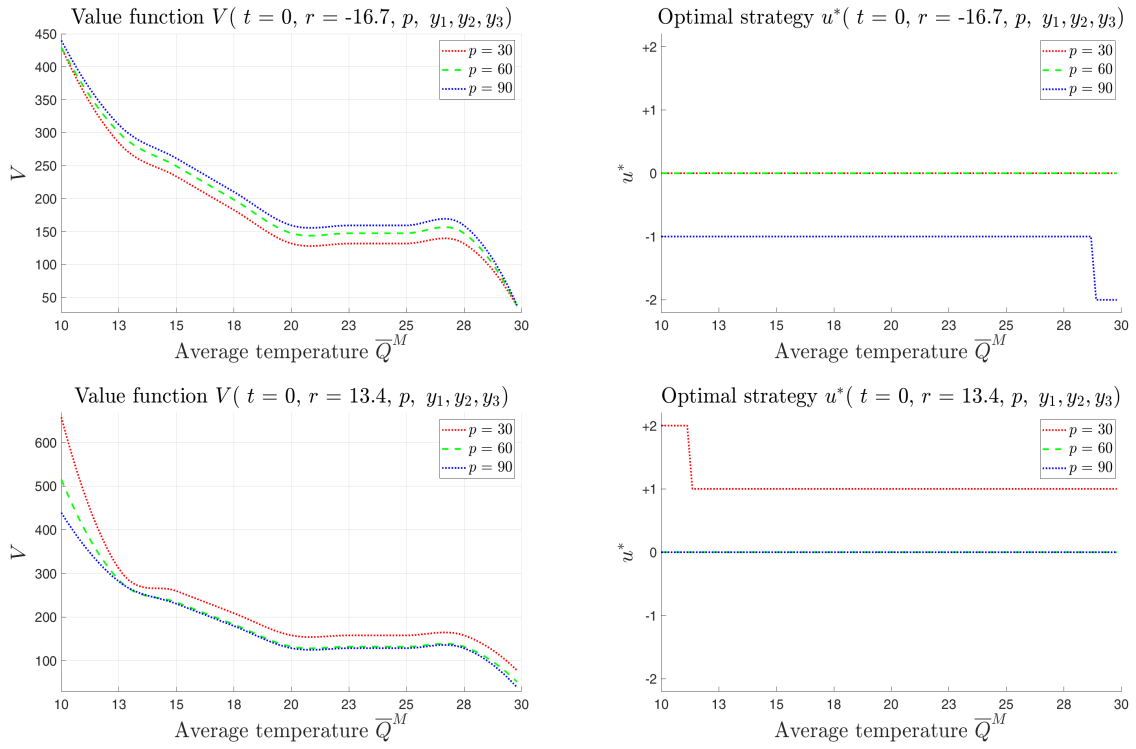 Value function V( t = 0, r = -16.7, p, y₁, y₂, y₃)
450
400
350
300
250
200
150
100
50
V
10 13 15 18 20 23 25 28 30
Average temperature Q̅ᴹ
p = 30
p = 60
p = 90
Optimal strategy u*( t = 0, r = -16.7, p, y₁, y₂, y₃)
+2
+1
0
-1
-2
u*
10 13 15 18 20 23 25 28 30
Average temperature Q̅ᴹ
p = 30
p = 60
p = 90
Value function V( t = 0, r = 13.4, p, y₁, y₂, y₃)
600
500
400
300
200
100
V
10 13 15 18 20 23 25 28 30
Average temperature Q̅ᴹ
p = 30
p = 60
p = 90
Optimal strategy u*( t = 0, r = 13.4, p, y₁, y₂, y₃)
+2
+1
0
-1
-2
u*
10 13 15 18 20 23 25 28 30
Average temperature Q̅ᴹ
p = 30
p = 60
p = 90